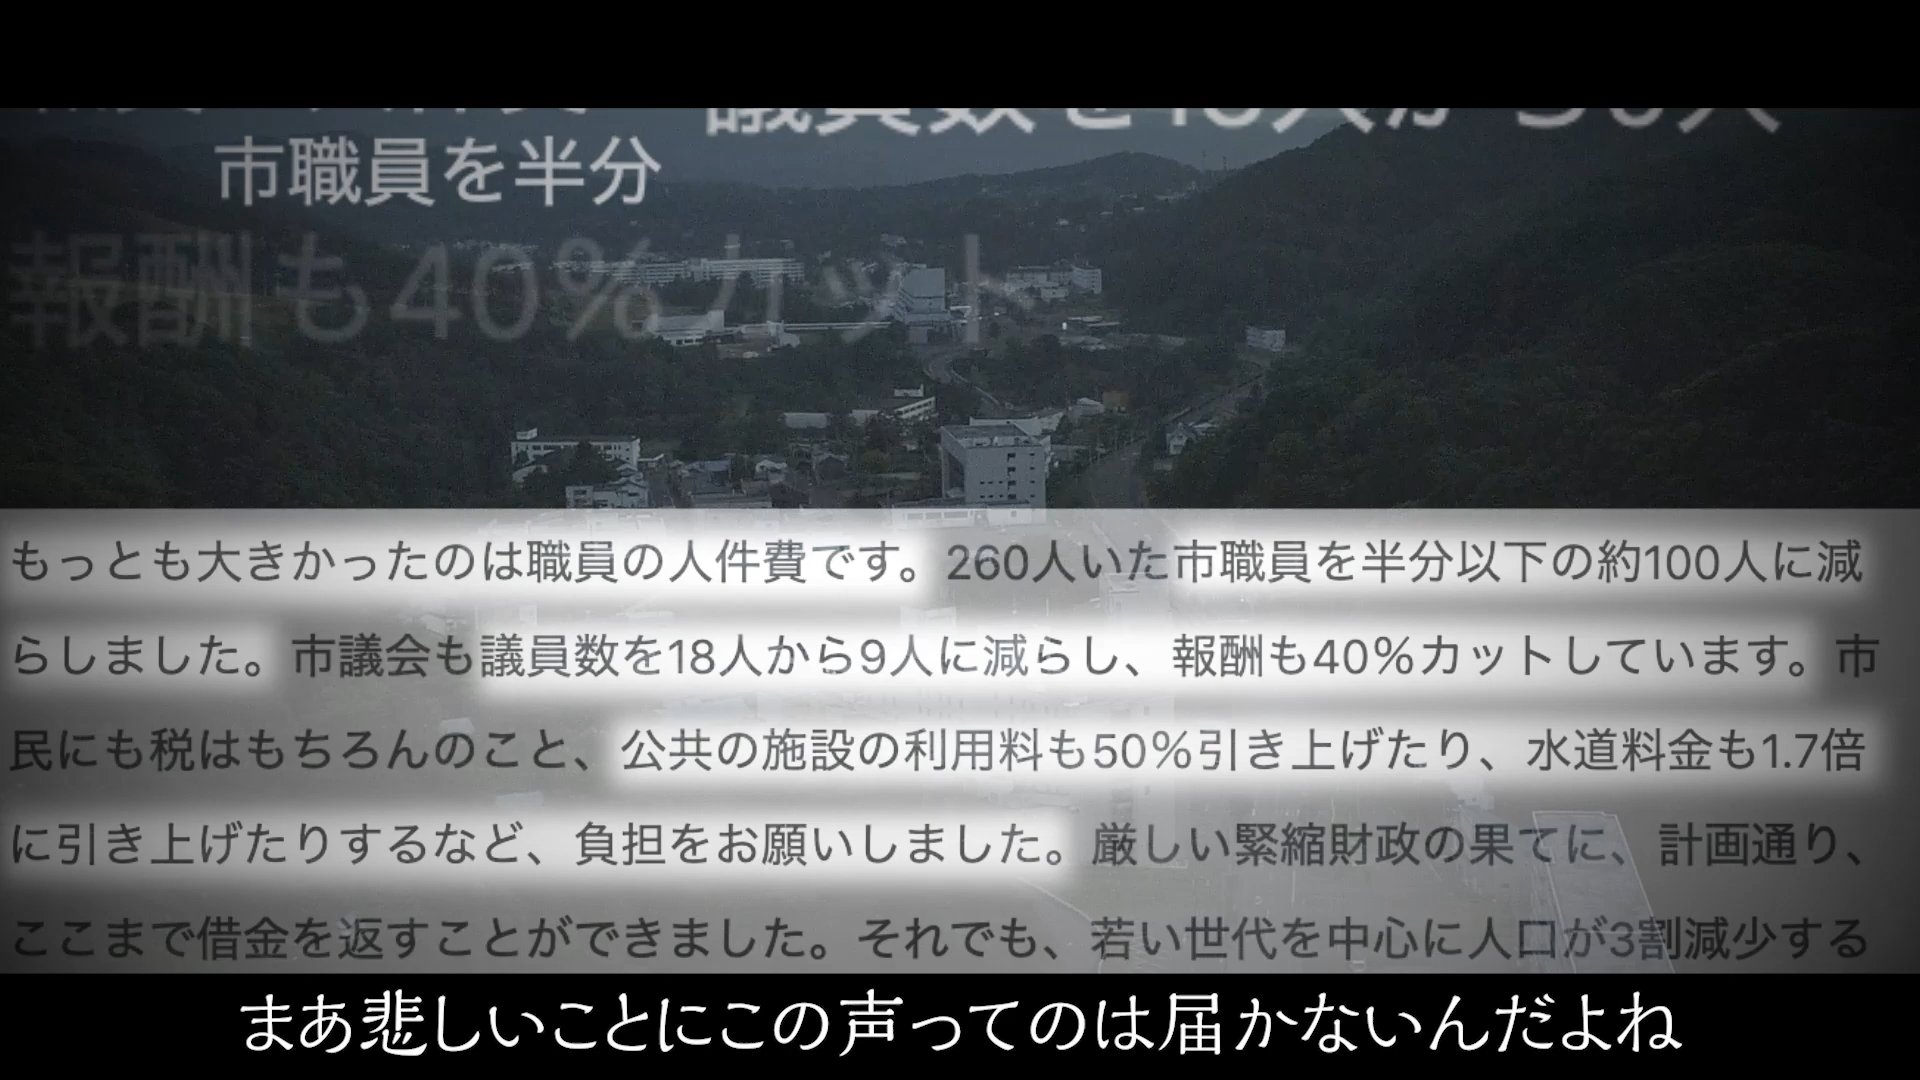 市職員を半分
報酬も40%カット
もっとも大きかったのは職員の人件費です。260人いた市職員を半分以下の約100人に減
らしました。市議会も議員数を18人から9人に減らし、報酬も40%カットしています。市
民にも税はもちろんのこと、公共の施設の利用料も50%引き上げたり、水道料金も1.7倍
に引き上げたりするなど、負担をお願いしました。厳しい緊縮財政の果てに、計画通り、
ここまで借金を返すことができました。それでも、若い世代を中心に人口が3割減少する
まあ悲しいことにこの声ってのは届かないんだよね